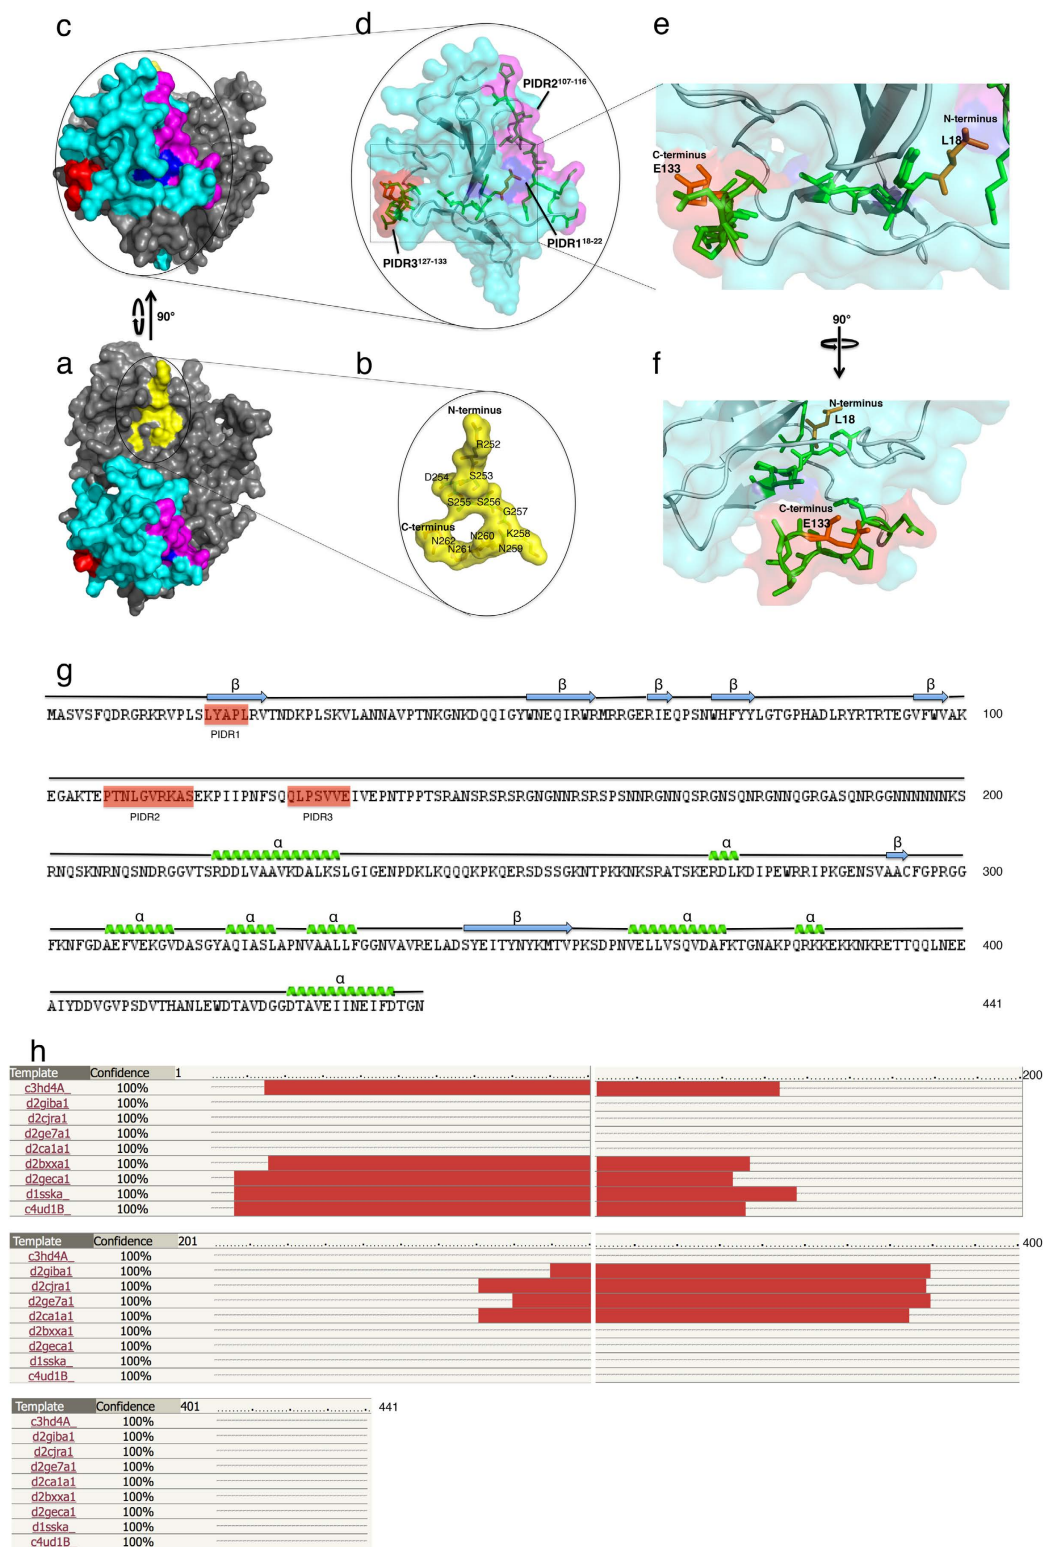 c
d
e
PIDR2107-116
PIDR118-22
PIDR3127-133
N-terminus
L18
C-terminus
E133
90°
90°
a
b
f
N-terminus
R252
D254
S253
S255
S256
G257
C-terminus
K258
N262
N260
N261
N259
N-terminus
L18
C-terminus
E133
g
β β β β β
MASVSFQDRGRKRVPLSLYAPLRVTNDKPLSKVLANNAVPTNKGNKDQQIGYWNEQIRWRMRRGERIEQPSNWHFYYLGTGPHADLRYRTRTEGVFWVAK 100
PIDR1
EGAKTEPTNLGVRKASEKPIIPNFSQQLPSVVEIVEPNTPPTSRANSRSRSRGNGNNRSRSPSNNRGNNQSRGNSQNRGNNQGRGASQNRGGNNNNNNKS 200
PIDR2 PIDR3
α α β
RNQSKNRNQSNDRGGVTSRDDLVAAVKDALKSLGIGENPDKLKQQQKPKQERSDSSGKNTPKKNKSRATSKERDLKDIPEWRRIPKGENSVAACFGPRGG 300
α α α β α α
FKNFGDAEFVEKGVDASGYAQIASLAPNVAALLFGGNVAVRELADSYEITYNYKMTVPKSDPNVELLVSQVDAFKTGNAKPQRKKEKKNKRETTQQLNEE 400
α
AIYDDVGVPSDVTHANLEWDTAVDGGDTAVEIINEIFDTGN 441
h
Template Confidence 1 200
c3hd4A_ 100%
d2giba1 100%
d2cjra1 100%
d2ge7a1 100%
d2ca1a1 100%
d2bxxa1 100%
d2geca1 100%
d1sska_ 100%
c4ud1B_ 100%
Template Confidence 201 400
c3hd4A_ 100%
d2giba1 100%
d2cjra1 100%
d2ge7a1 100%
d2ca1a1 100%
d2bxxa1 100%
d2geca1 100%
d1sska_ 100%
c4ud1B_ 100%
Template Confidence 401 441
c3hd4A_ 100%
d2giba1 100%
d2cjra1 100%
d2ge7a1 100%
d2ca1a1 100%
d2bxxa1 100%
d2geca1 100%
d1sska_ 100%
c4ud1B_ 100%